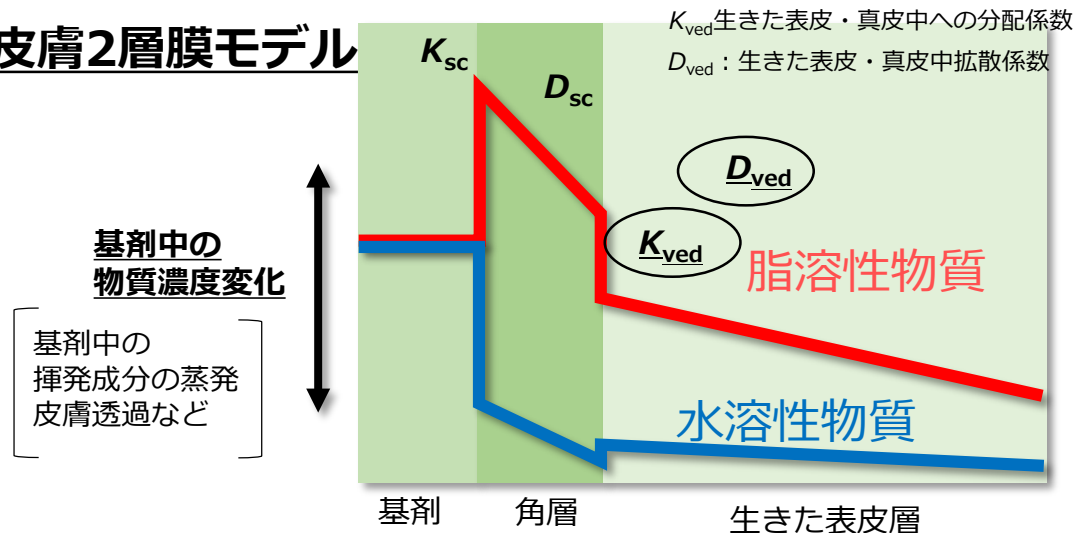 皮膚2層膜モデル
Kved生きた表皮・真皮中への分配係数
Dved：生きた表皮・真皮中拡散係数
Ksc
Dsc
Dved
Kved
基剤中の
物質濃度変化
基剤中の
揮発成分の蒸発
皮膚透過など
脂溶性物質
水溶性物質
基剤
角層
生きた表皮層